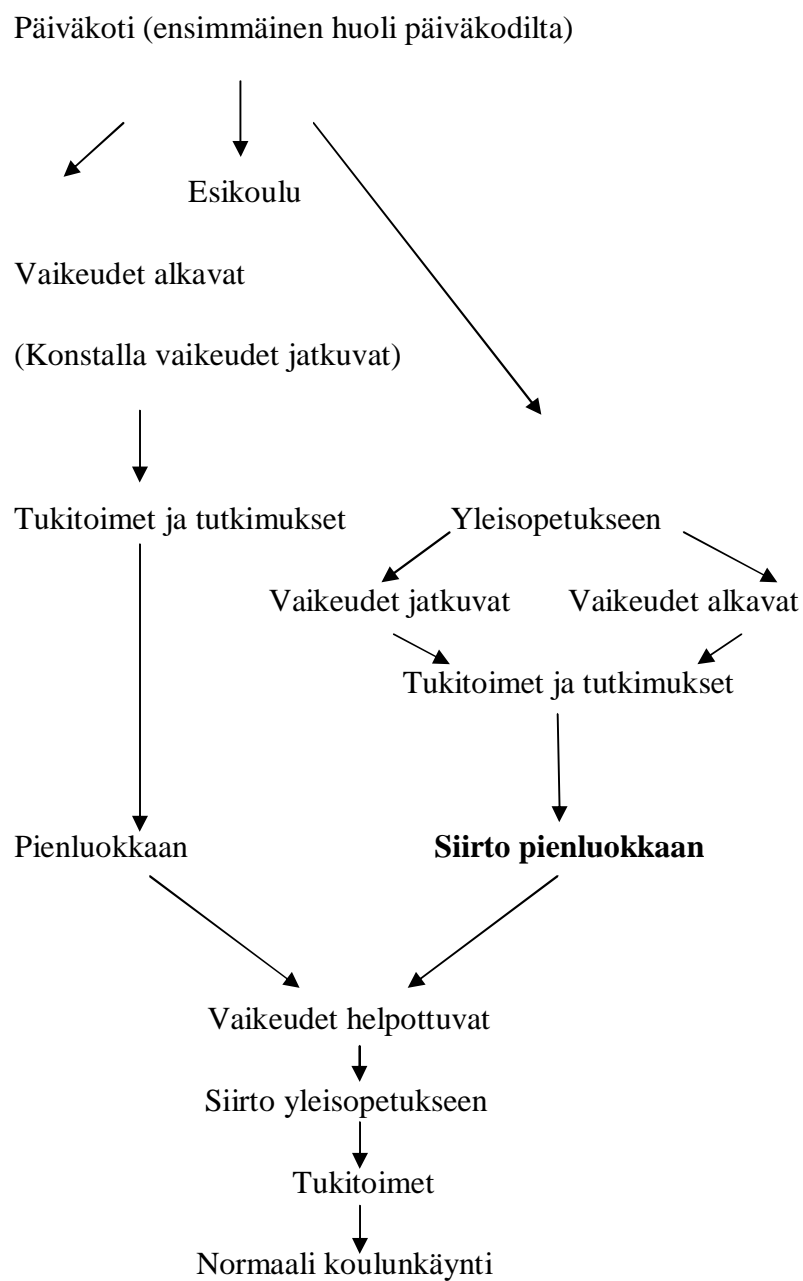 Päiväkoti (ensimmäinen huoli päiväkodilta)
Esikoulu
Vaikeudet alkavat
(Konstalla vaikeudet jatkuvat)
Tukitoimet ja tutkimukset Yleisopetukseen
Vaikeudet jatkuvat Vaikeudet alkavat
Tukitoimet ja tutkimukset
Pienluokkaan Siirto pienluokkaan
Vaikeudet helpottuvat
Siirto yleisopetukseen
Tukitoimet
Normaali koulunkäynti